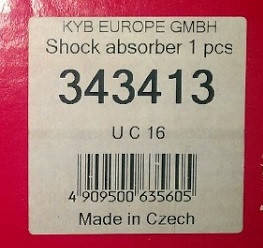 KYB EUROPE GMBH
Shock absorber 1 pcs
343413
U C 16
4 909500 635605
Made in Czech